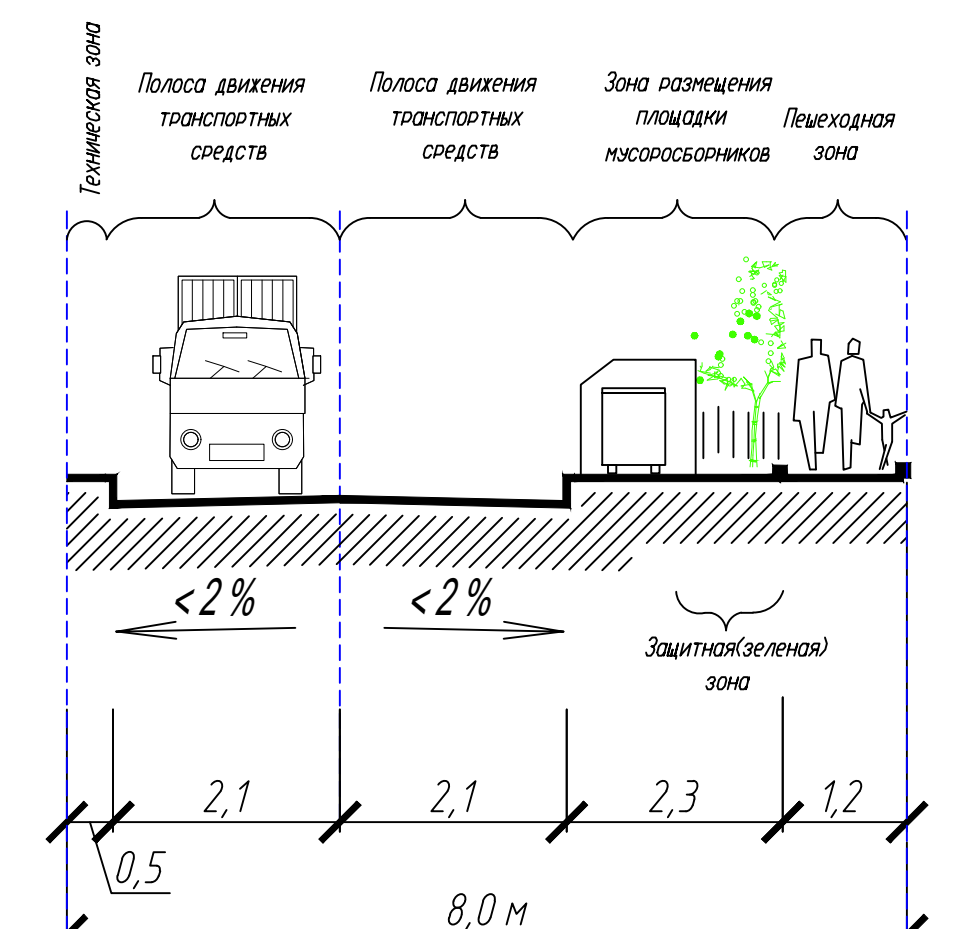 Техническая зона
Полоса движения
транспортных
средств
Полоса движения
транспортных
средств
Зона размещения
площадки
мусоросборников
Пешеходная
зона
<2%
<2%
Защитная(зеленая)
зона
2,1
2,1
2,3
1,2
0,5
8,0 м